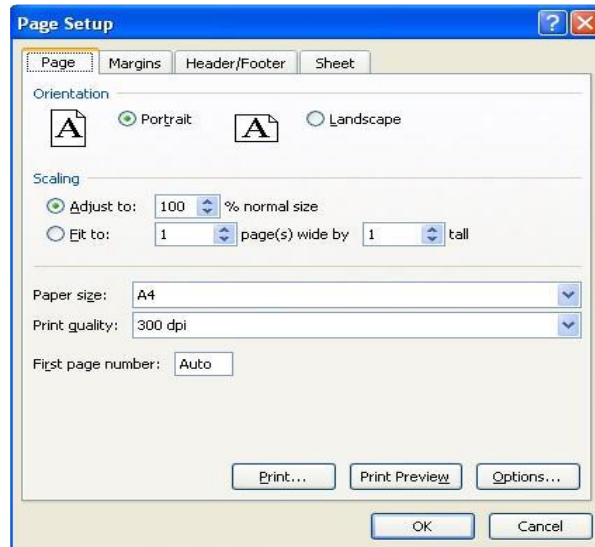 Page Setup
Page Margins Header/Footer Sheet
Orientation
A Portrait A Landscape
Scaling
Adjust to: 100 % normal size
Fit to: 1 page(s) wide by 1 tall
Paper size: A4
Print quality: 300 dpi
First page number: Auto
Print... Print Preview Options...
OK Cancel